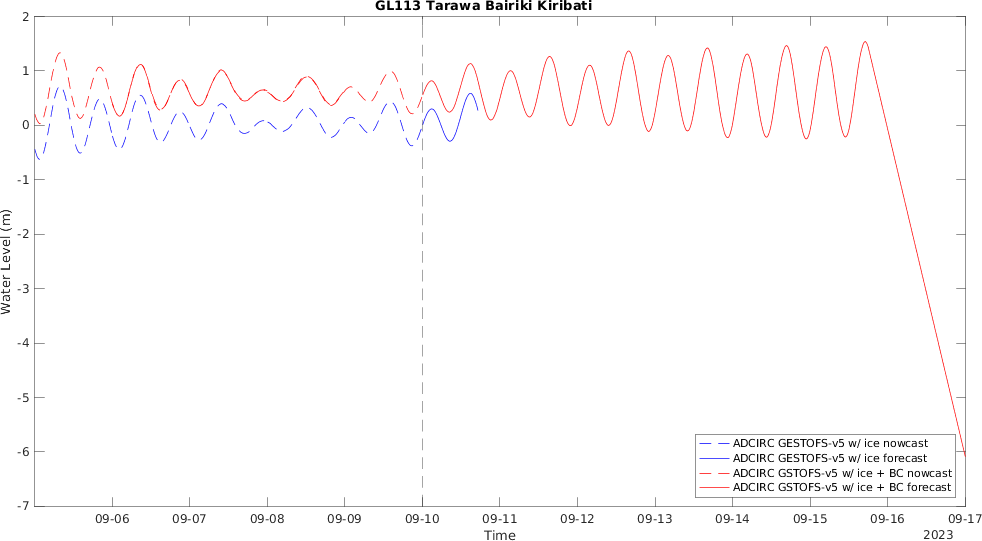 GL113 Tarawa Bairiki Kiribati
Water Level (m)
2
1
0
-1
-2
-3
-4
-5
-6
-7
ADCIRC GESTOFS-v5 w/ ice nowcast
ADCIRC GESTOFS-v5 w/ ice forecast
ADCIRC GSTOFS-v5 w/ ice + BC nowcast
ADCIRC GSTOFS-v5 w/ ice + BC forecast
09-06 09-07 09-08 09-09 09-10 09-11 09-12 09-13 09-14 09-15 09-16 09-17
Time
2023